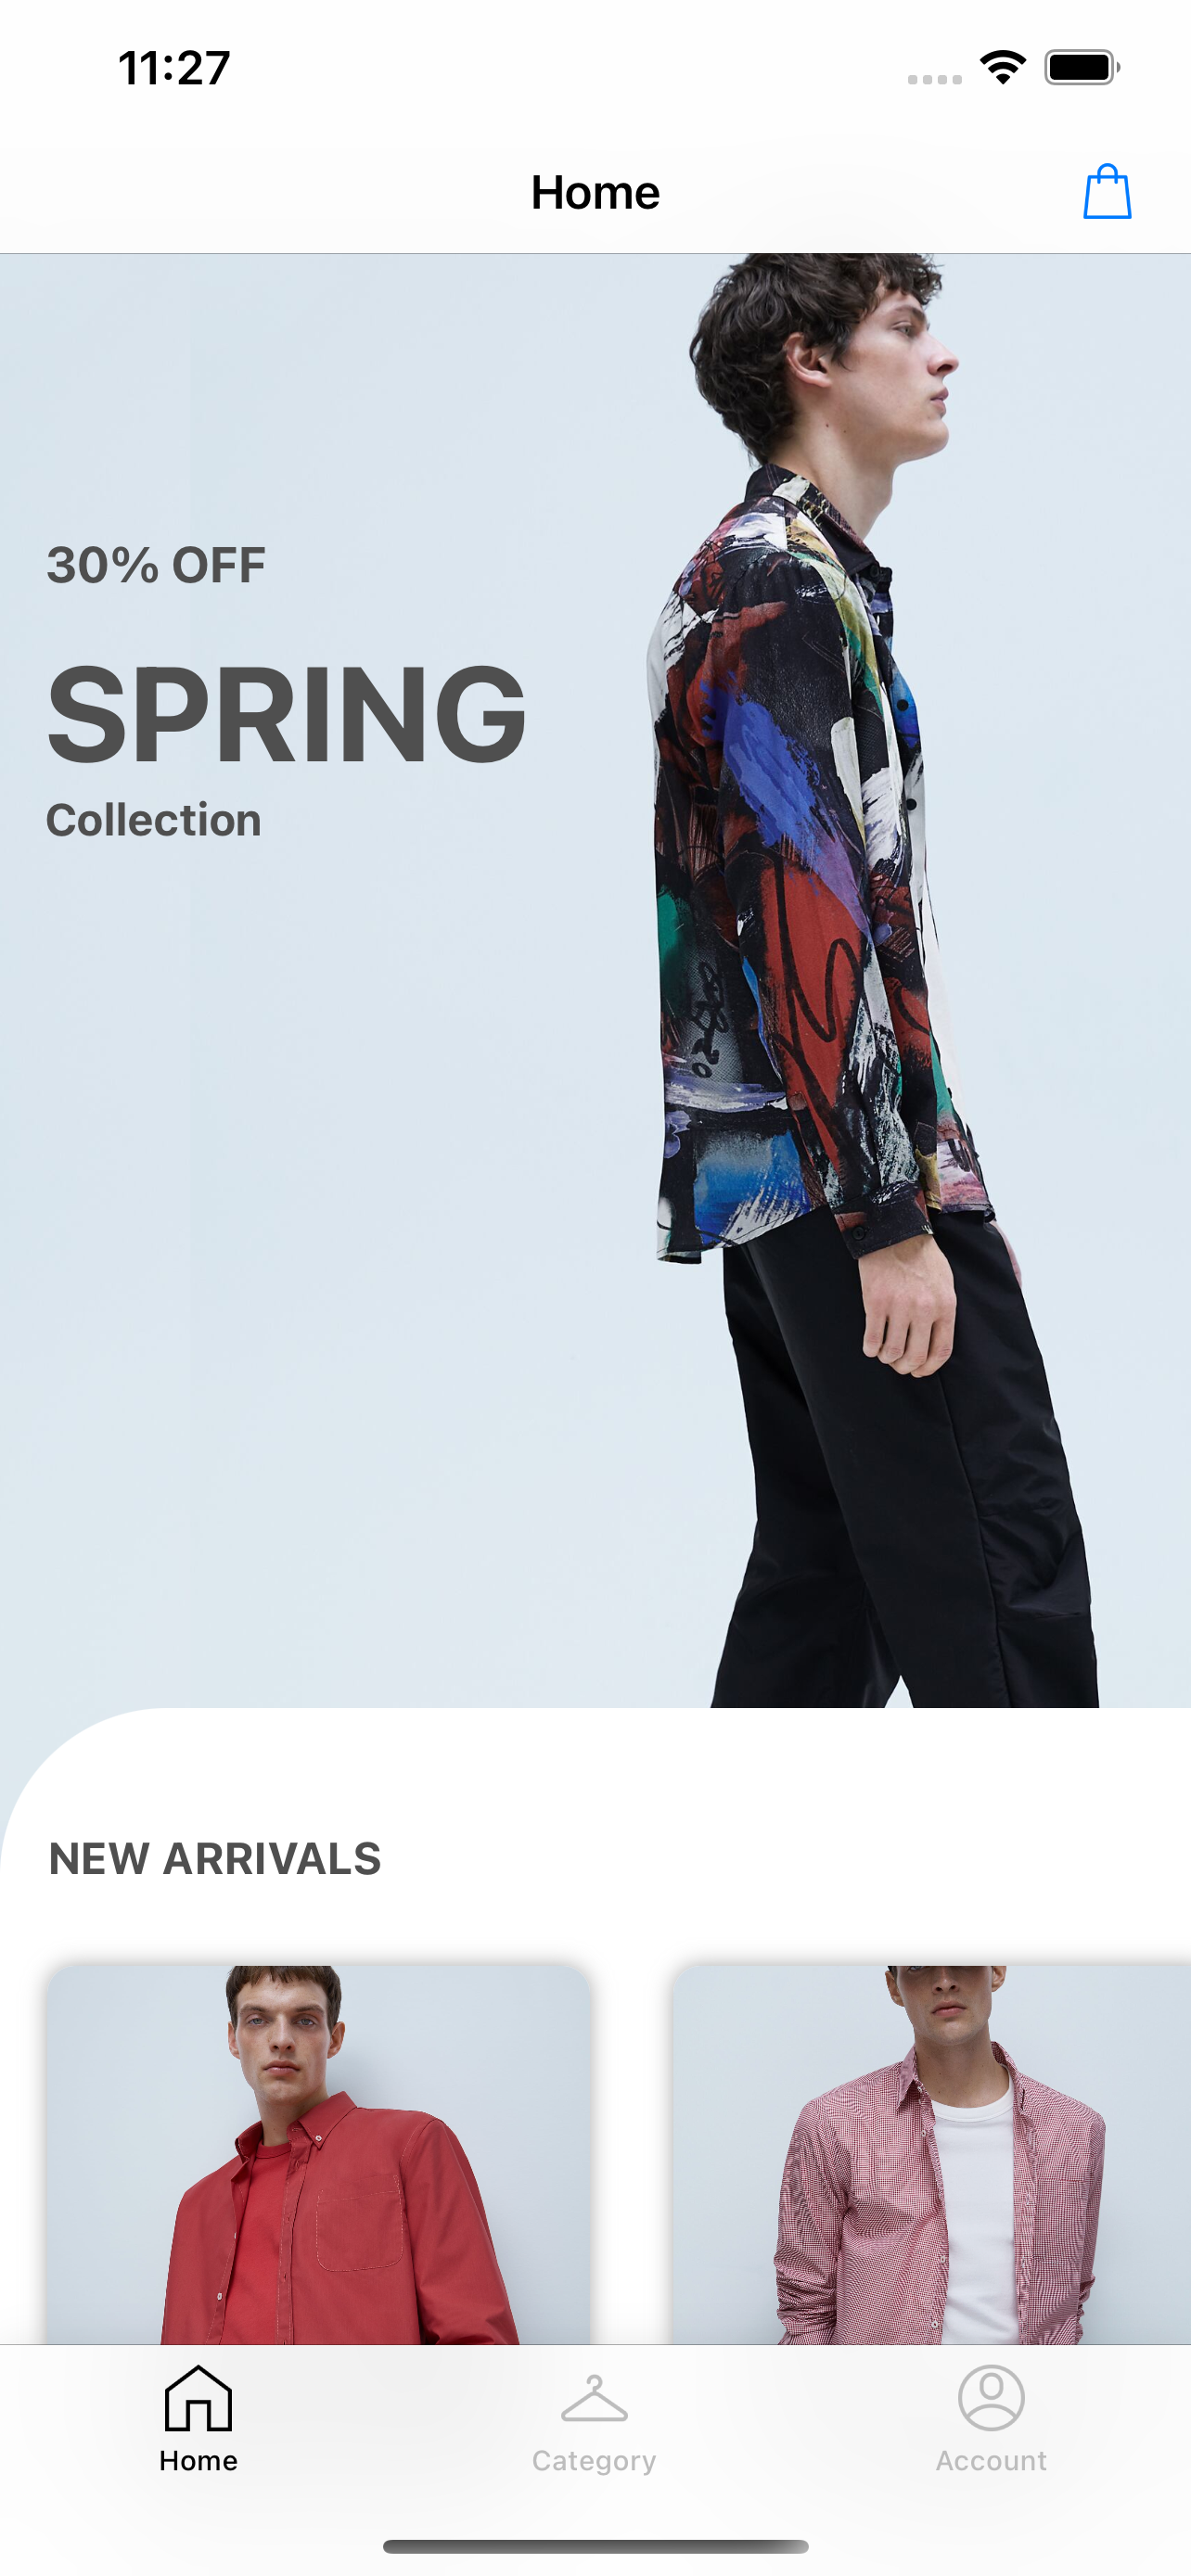 11:27
Home
30% OFF
SPRING
Collection
NEW ARRIVALS
Home
Category
Account